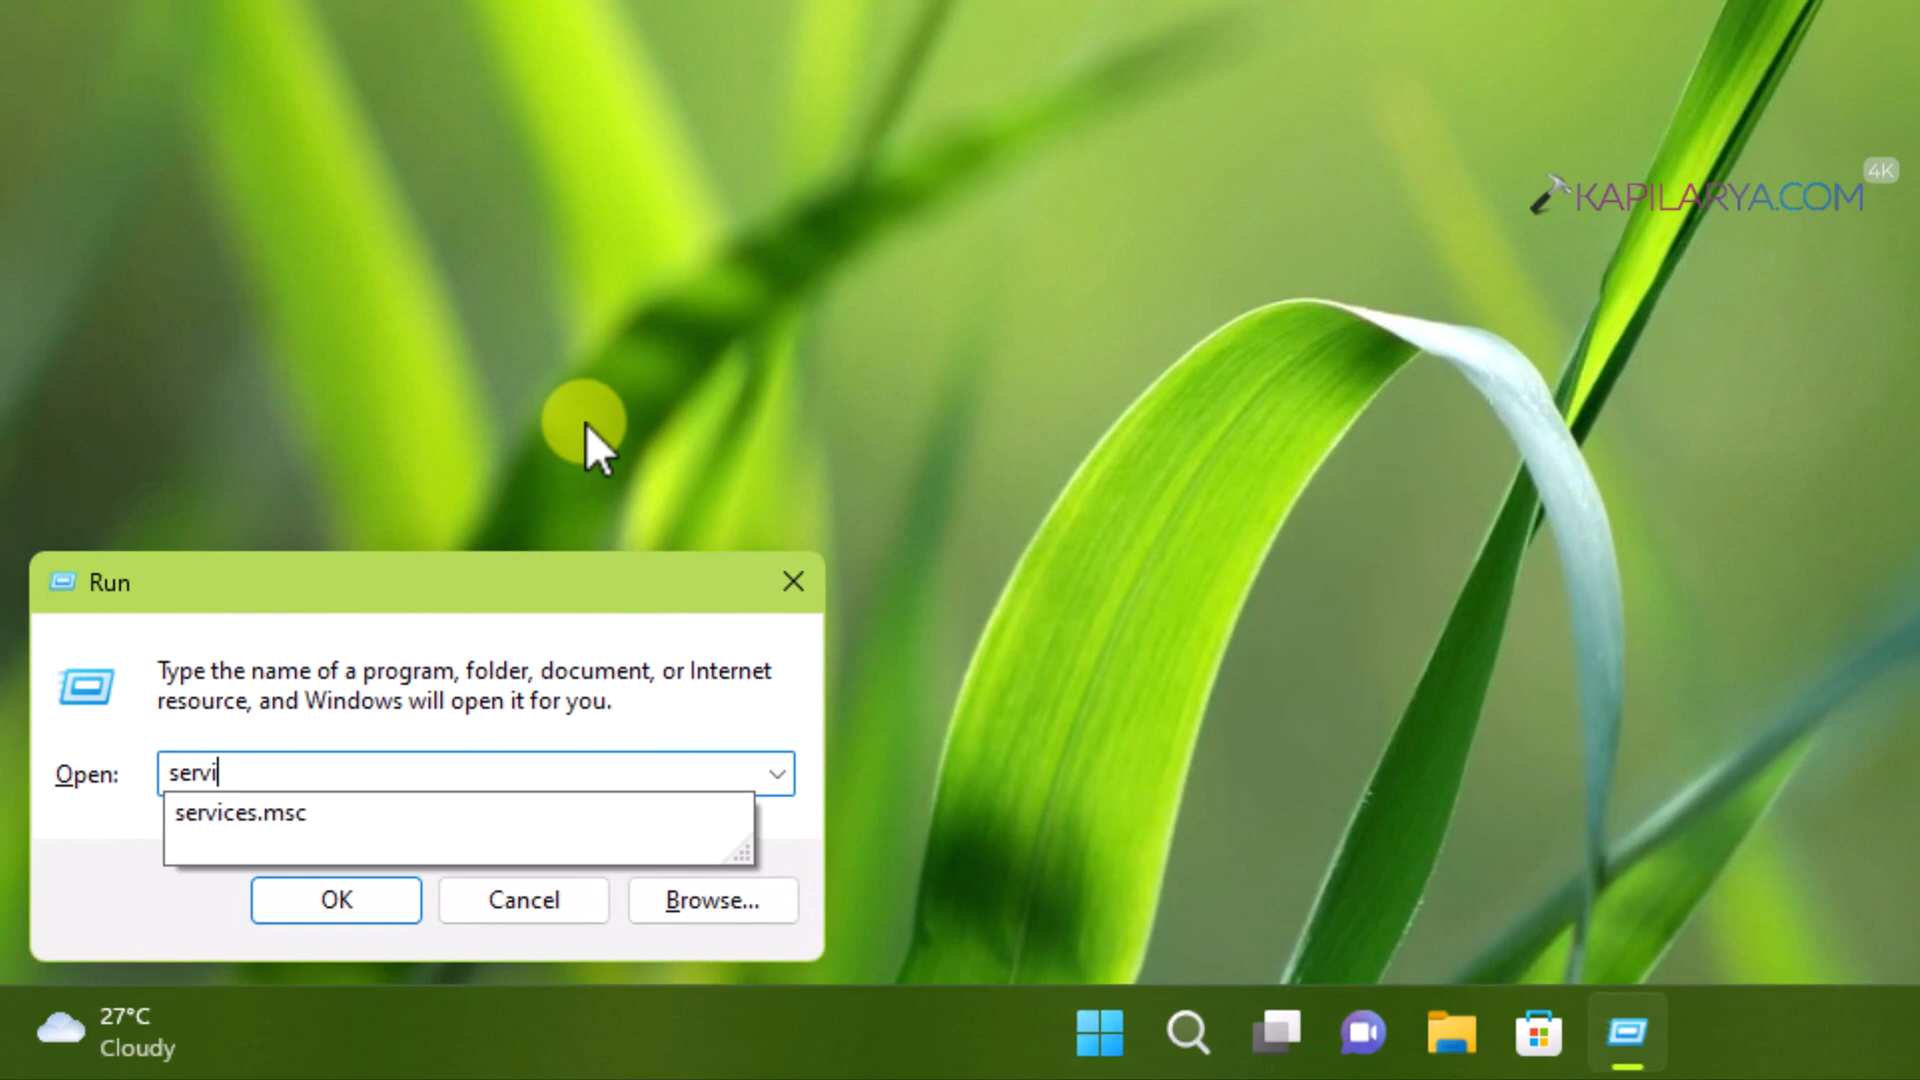 4K
KAPILARYA.COM
Run
Type the name of a program, folder, document, or Internet
resource, and Windows will open it for you.
Open: servi
services.msc
OK Cancel Browse...
27°C
Cloudy